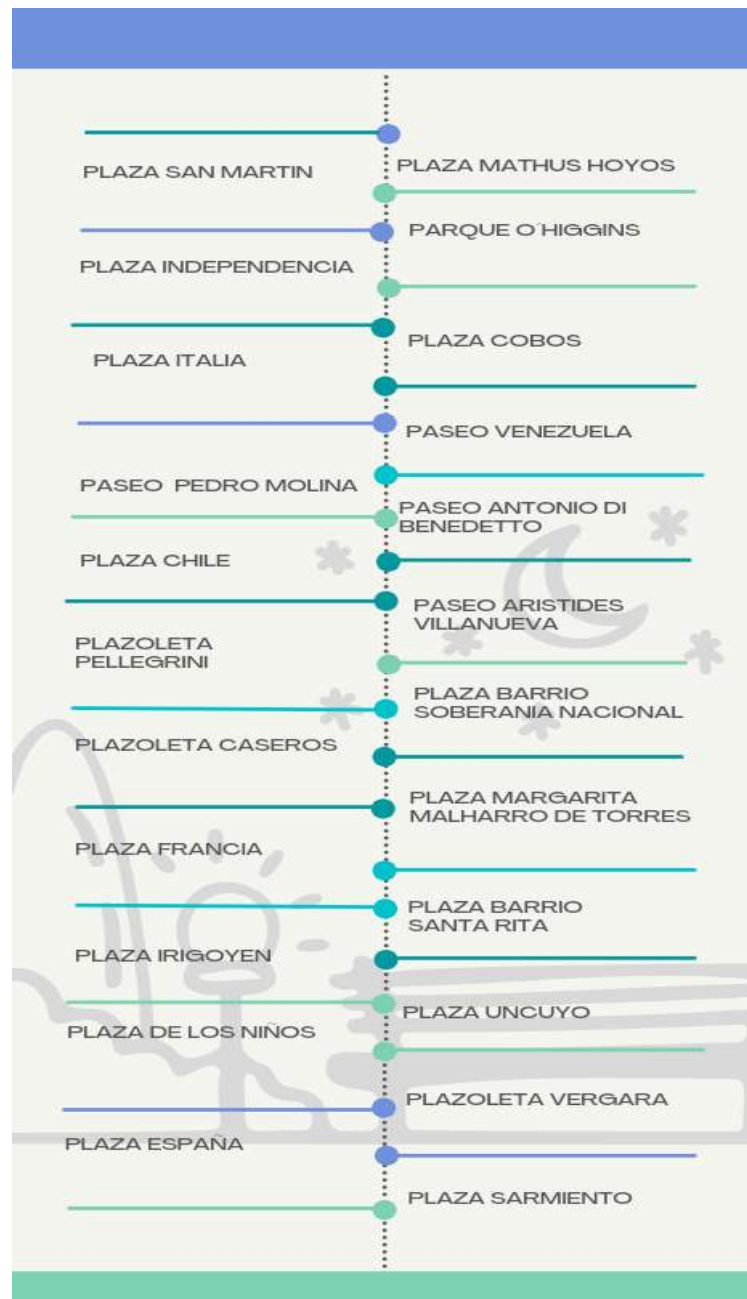 PLAZA SAN MARTIN
PLAZA MATHUS HOYOS
PARQUE O´HIGGINS
PLAZA INDEPENDENCIA
PLAZA COBOS
PLAZA ITALIA
PASEO VENEZUELA
PASEO PEDRO MOLINA
PASEO ANTONIO DI
BENEDETTO
PLAZA CHILE
PASEO ARISTIDES
VILLANUEVA
PLAZOLETA
PELLEGRINI
PLAZA BARRIO
SOBERANIA NACIONAL
PLAZOLETA CASEROS
PLAZA MARGARITA
MALHARRO DE TORRES
PLAZA FRANCIA
PLAZA BARRIO
SANTA RITA
PLAZA IRIGOYEN
PLAZA UNCUYO
PLAZA DE LOS NIÑOS
PLAZOLETA VERGARA
PLAZA ESPAÑA
PLAZA SARMIENTO